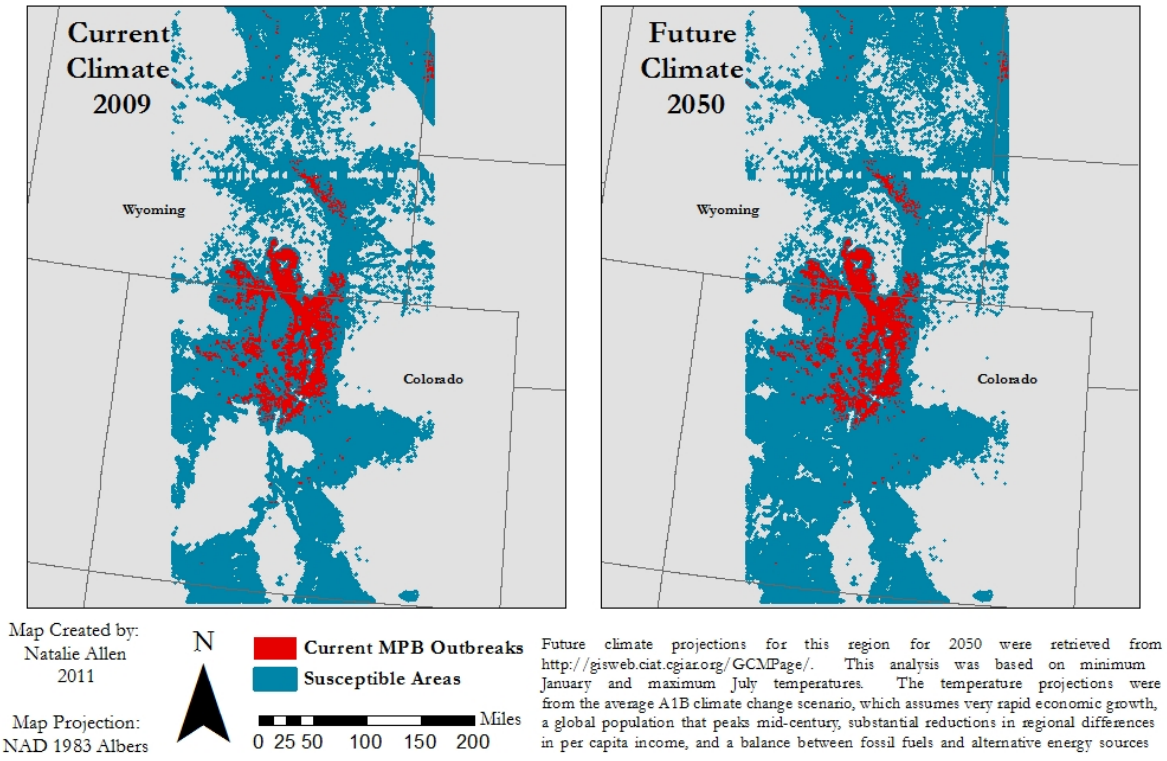 Current
Climate
2009
Wyoming
Colorado
Future
Climate
2050
Wyoming
Colorado
Map Created by:
Natalie Allen
2011
Map Projection:
NAD 1983 Albers
N
Current MPB Outbreaks
Susceptible Areas
Miles
0 25 50 100 150 200
Future climate projections for this region for 2050 were retrieved from
http://gisweb.ciat.cgiar.org/GCMPage/. This analysis was based on minimum
January and maximum July temperatures. The temperature projections were
from the average A1B climate change scenario, which assumes very rapid economic growth,
a global population that peaks mid-century, substantial reductions in regional differences
in per capita income, and a balance between fossil fuels and alternative energy sources